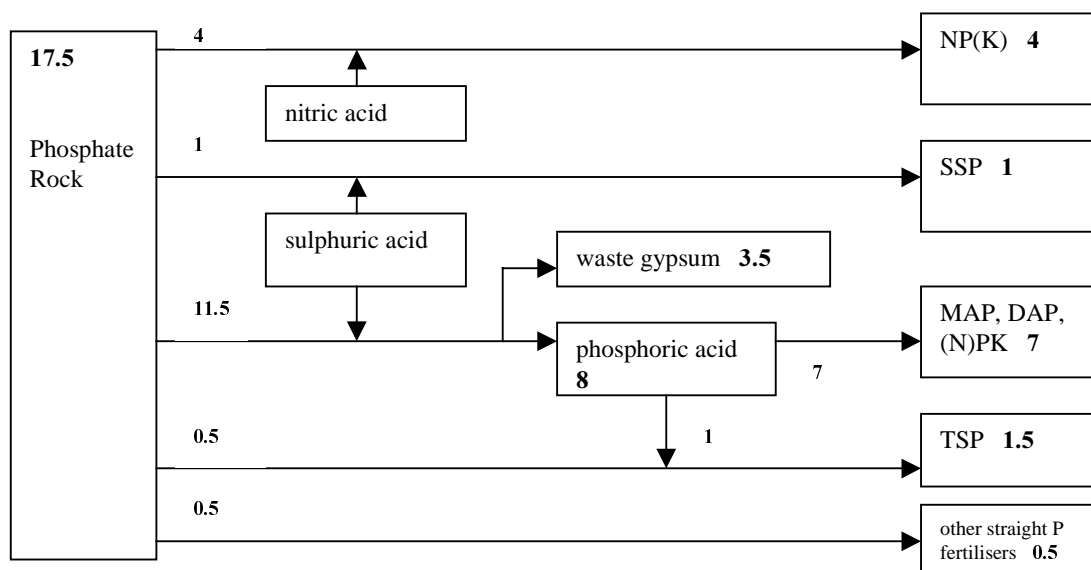 17.5
Phosphate
Rock
4
nitric acid
NP(K) 4
1
sulphuric acid
SSP 1
11.5
waste gypsum 3.5
phosphoric acid
8
7
MAP, DAP,
(N)PK 7
0.5
1
TSP 1.5
0.5
other straight P
fertilisers 0.5